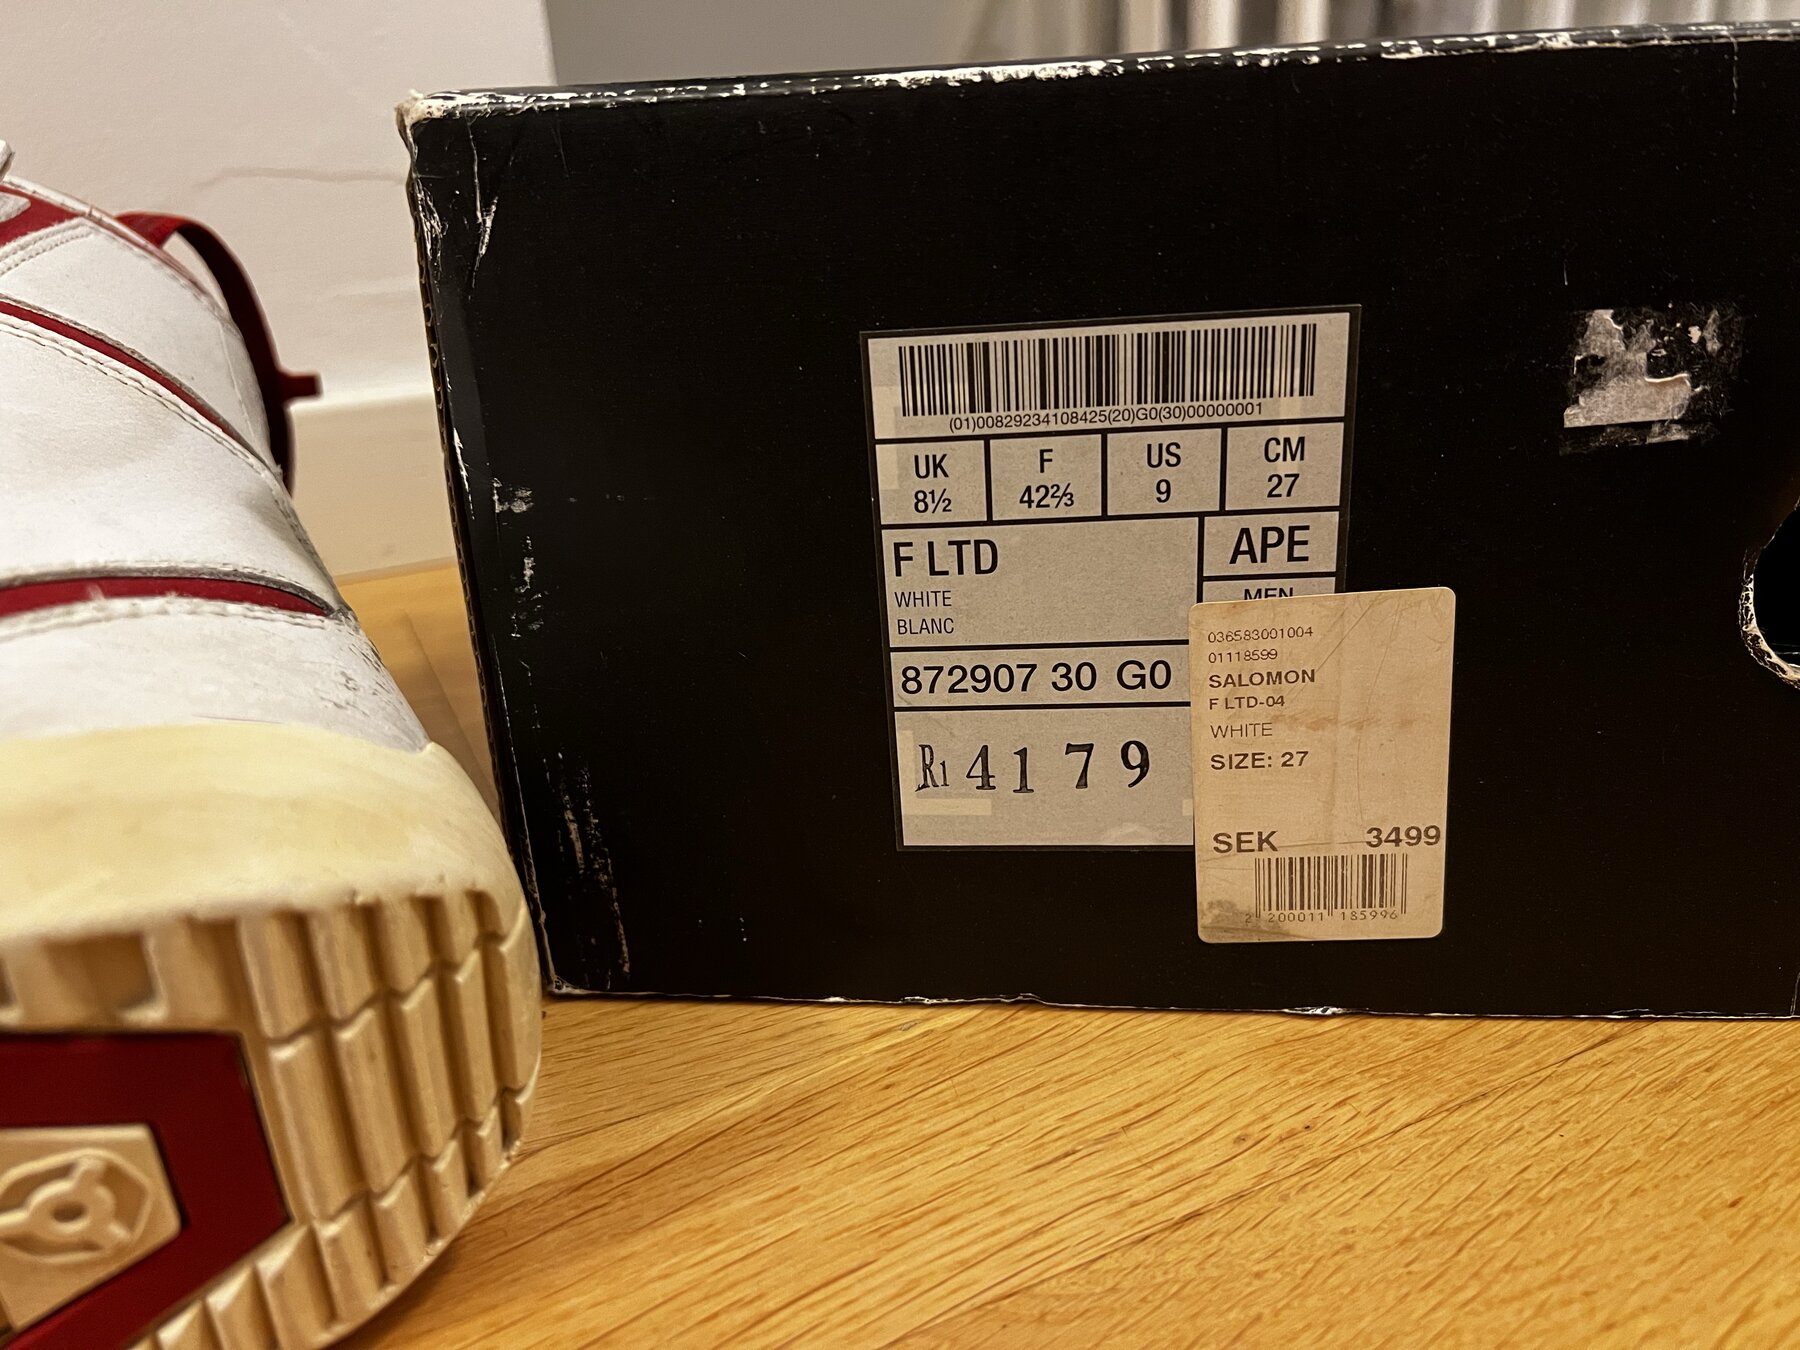 (01)00829234108425(20)G0(30)00000001
UK F US CM
8½ 42⅔ 9 27
F LTD
APE
WHITE
MEN
BLANC
872907 30 G0
R1 4179
036583001004
01118599
SALOMON
F LTD-04
WHITE
SIZE: 27
SEK 3499
2 200011 185996